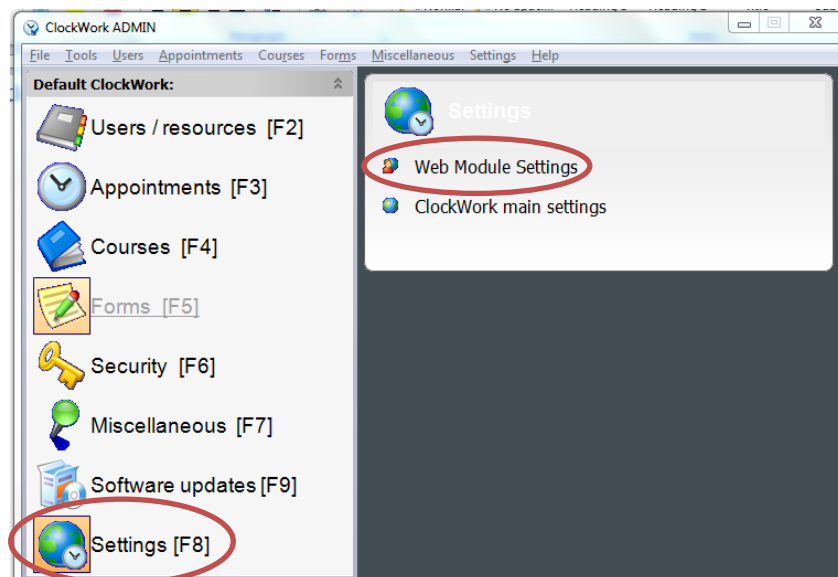 ClockWork ADMIN
File Tools Users Appointments Courses Forms Miscellaneous Settings Help
Default ClockWork:
Users / resources [F2]
Appointments [F3]
Courses [F4]
Forms [F5]
Security [F6]
Miscellaneous [F7]
Software updates [F9]
Settings [F8]
Settings
Web Module Settings
ClockWork main settings